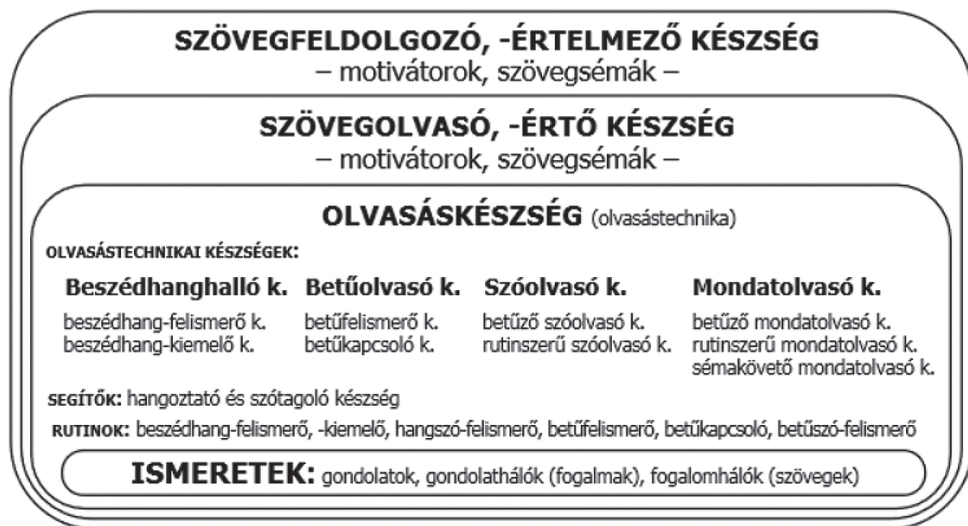 SZÖVEGFELDOLGOZÓ, -ÉRTELMEZŐ KÉSZSÉG
– motivátorok, szövegsémák –
SZÖVEGOLVASÓ, -ÉRTŐ KÉSZSÉG
– motivátorok, szövegsémák –
OLVASÁSKÉSZSÉG (olvasástechnika)
OLVASÁSTECHNIKAI KÉSZSÉGEK:
Beszédhanghalló k. Betűolvasó k. Szóolvasó k. Mondatolvasó k.
beszédhang-felismerő k. betűfelismerő k. betűző szóolvasó k. betűző mondatolvasó k.
beszédhang-kiemelő k. betűkapcsoló k. rutinszerű szóolvasó k. rutinszerű mondatolvasó k.
sémakövető mondatolvasó k.
SEGÍTŐK: hangoztató és szótagoló készség
RUTINOK: beszédhang-felismerő, -kiemelő, hangszó-felismerő, betűfelismerő, betűkapcsoló, betűszó-felismerő
ISMERETEK: gondolatok, gondolathálók (fogalmak), fogalomhálók (szövegek)